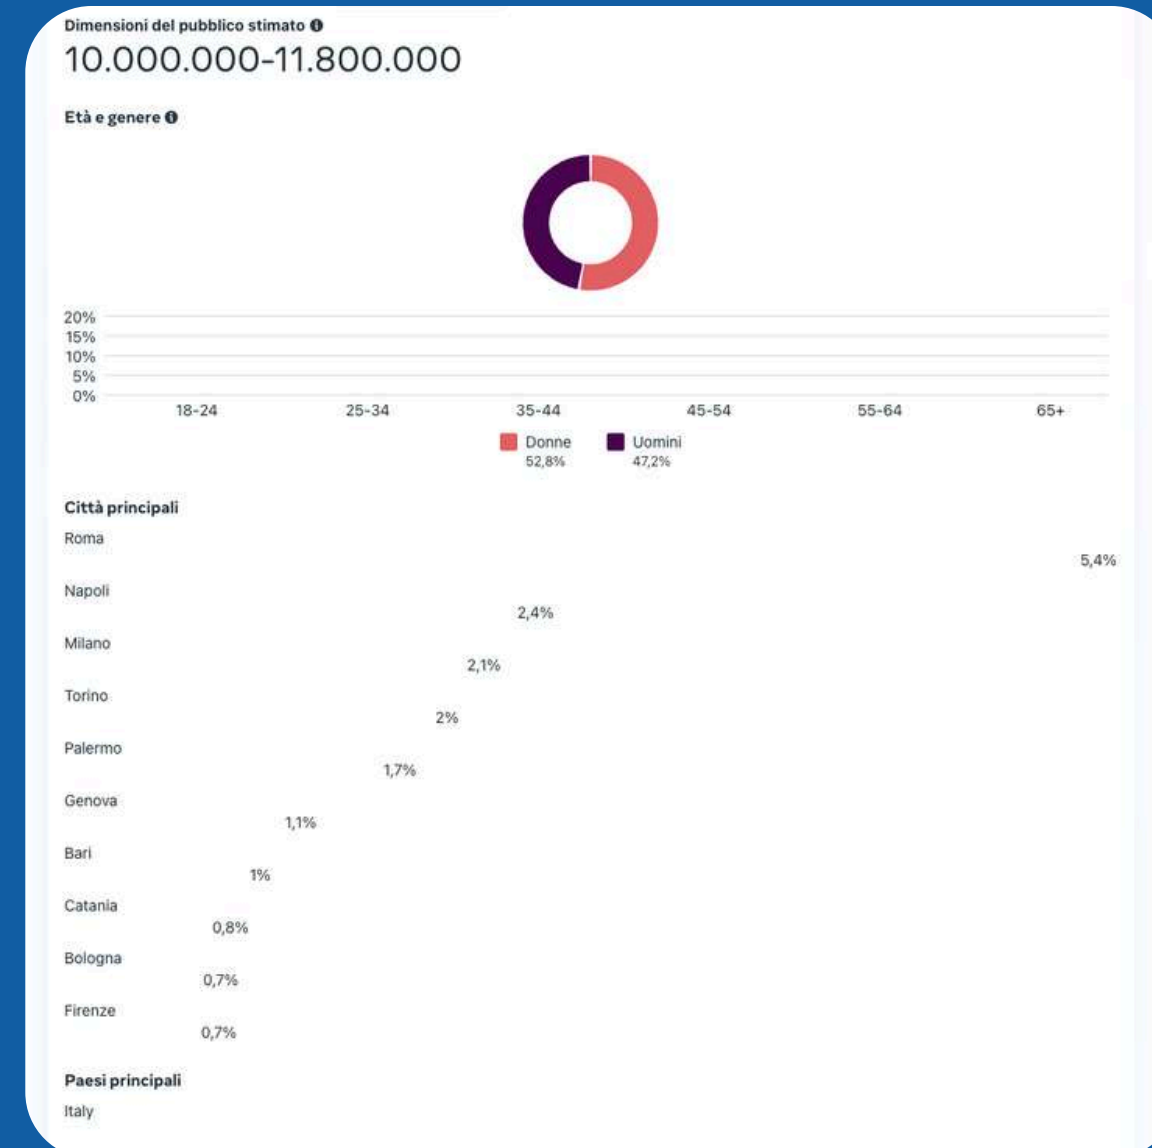 Dimensioni del pubblico stimato
10.000.000-11.800.000
Età e genere
20%
15%
10%
5%
0%
18-24 25-34 35-44 45-54 55-64 65+
Donne Uomini
52,8% 47,2%
Città principali
Roma
5,4%
Napoli
2,4%
Milano
2,1%
Torino
2%
Palermo
1,7%
Genova
1,1%
Bari
1%
Catania
0,8%
Bologna
0,7%
Firenze
0,7%
Paesi principali
Italy